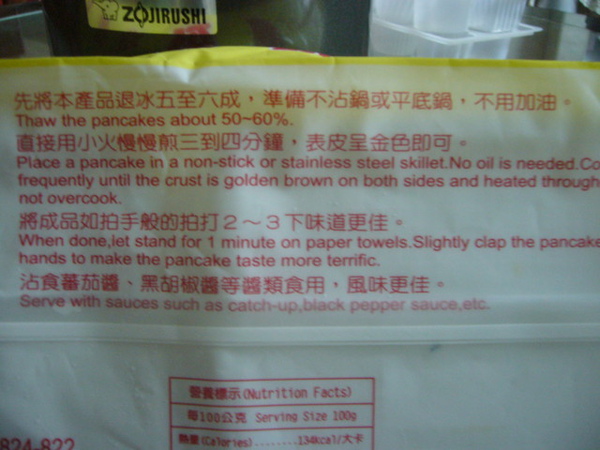 ZOJIRUSHI
先將本產品退冰五至六成，準備不沾鍋或平底鍋，不用加油。
Thaw the pancakes about 50~60%.
直接用小火慢慢煎三到四分鐘，表皮呈金色即可。
Place a pancake in a non-stick or stainless steel skillet.No oil is needed.Co
frequently until the crust is golden brown on both sides and heated through
not overcook.
將成品如拍手般的拍打２～３下味道更佳。
When done,let stand for 1 minute on paper towels.Slightly clap the pancake
hands to make the pancake taste more terrific.
沾食蕃茄醬、黑胡椒醬等醬類食用，風味更佳。
Serve with sauces such as catch-up,black pepper sauce,etc.
營養標示(Nutrition Facts)
每100公克 Serving Size 100g
熱量(Calories)........134kcal/大卡
824-822